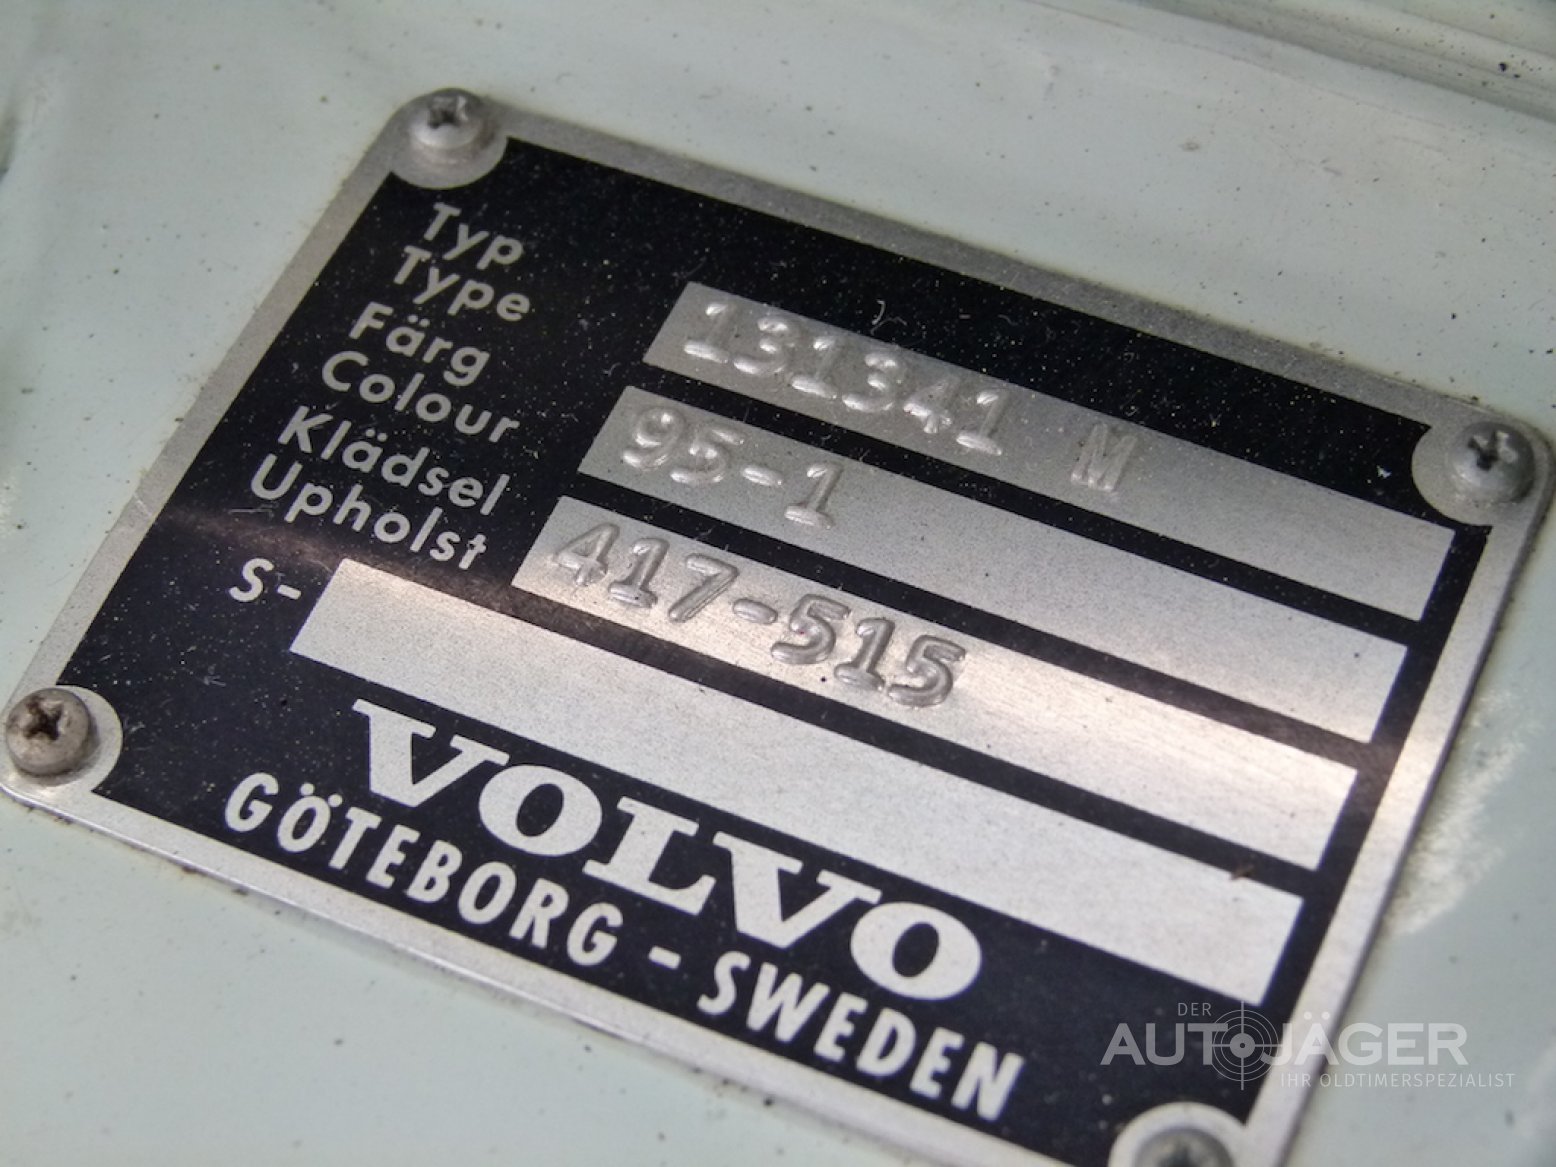 Typ
Type 131341 M
Färg
Colour 95-1
Klädsel
Upholst 417-515
S-
VOLVO
GÖTEBORG - SWEDEN
DER
AUTOJÄGER
IHR OLDTIMERSPEZIALIST